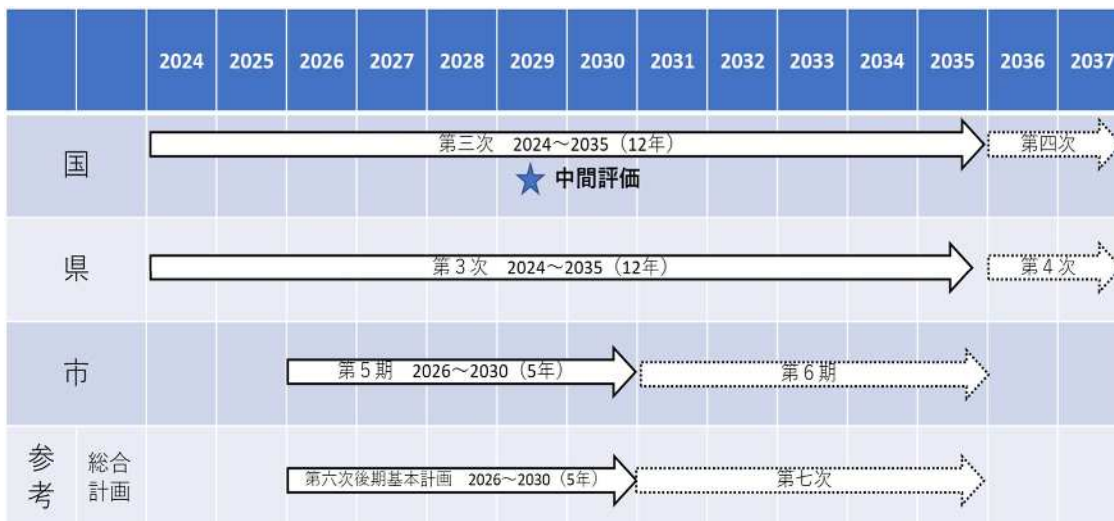 2024 2025 2026 2027 2028 2029 2030 2031 2032 2033 2034 2035 2036 2037
国 第三次 2024～2035（12年） 第四次
中間評価
県 第３次 2024～2035（12年） 第４次
市 第５期 2026～2030（5年） 第６期
参考 総合計画 第六次後期基本計画 2026～2030（5年） 第七次